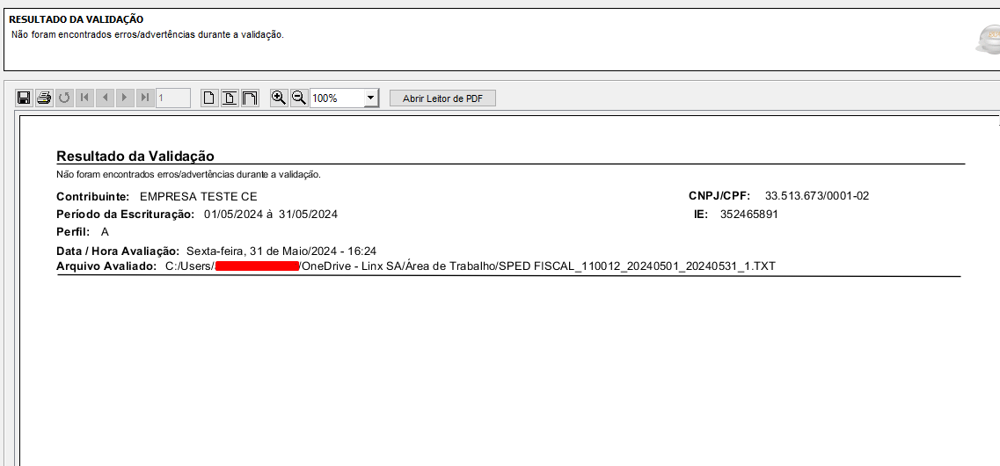 RESULTADO DA VALIDAÇÃO
Não foram encontrados erros/advertências durante a validação.
1
100%
Abrir Leitor de PDF
Resultado da Validação
Não foram encontrados erros/advertências durante a validação.
Contribuinte: EMPRESA TESTE CE CNPJ/CPF: 33.513.673/0001-02
Período da Escrituração: 01/05/2024 à 31/05/2024 IE: 352465891
Perfil: A
Data / Hora Avaliação: Sexta-feira, 31 de Maio/2024 - 16:24
Arquivo Avaliado: C:/Users/ /OneDrive - Linx SA/Área de Trabalho/SPED FISCAL_110012_20240501_20240531_1.TXT